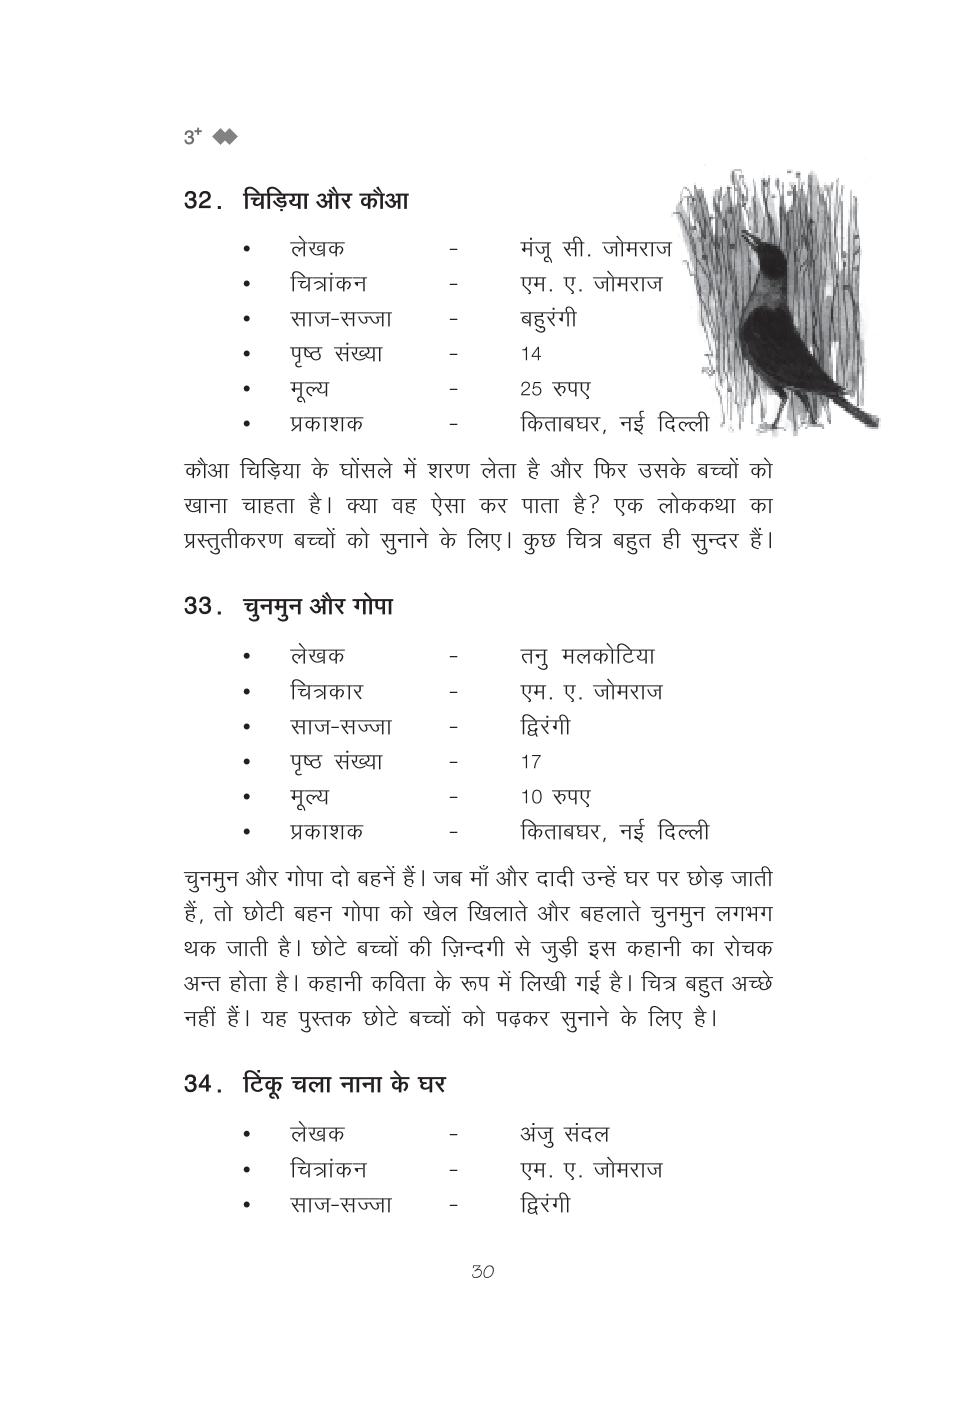 3+
32. चिड़िया और कौआ
• लेखक - मंजू सी. जोमराज
• चित्रांकन - एम. ए. जोमराज
• साज-सज्जा - बहुरंगी
• पृष्ठ संख्या - 14
• मूल्य - 25 रुपए
• प्रकाशक - किताबघर, नई दिल्ली
कौआ चिड़िया के घोंसले में शरण लेता है और फिर उसके बच्चों को
खाना चाहता है। क्या वह ऐसा कर पाता है? एक लोककथा का
प्रस्तुतीकरण बच्चों को सुनाने के लिए। कुछ चित्र बहुत ही सुन्दर हैं।
33. चुनमुन और गोपा
• लेखक - तनु मलकोटिया
• चित्रकार - एम. ए. जोमराज
• साज-सज्जा - द्विरंगी
• पृष्ठ संख्या - 17
• मूल्य - 10 रुपए
• प्रकाशक - किताबघर, नई दिल्ली
चुनमुन और गोपा दो बहनें हैं। जब माँ और दादी उन्हें घर पर छोड़ जाती
हैं, तो छोटी बहन गोपा को खेल खिलाते और बहलाते चुनमुन लगभग
थक जाती है। छोटे बच्चों की ज़िन्दगी से जुड़ी इस कहानी का रोचक
अन्त होता है। कहानी कविता के रूप में लिखी गई है। चित्र बहुत अच्छे
नहीं हैं। यह पुस्तक छोटे बच्चों को पढ़कर सुनाने के लिए है।
34. टिंकू चला नाना के घर
• लेखक - अंजु संदल
• चित्रांकन - एम. ए. जोमराज
• साज-सज्जा - द्विरंगी
30